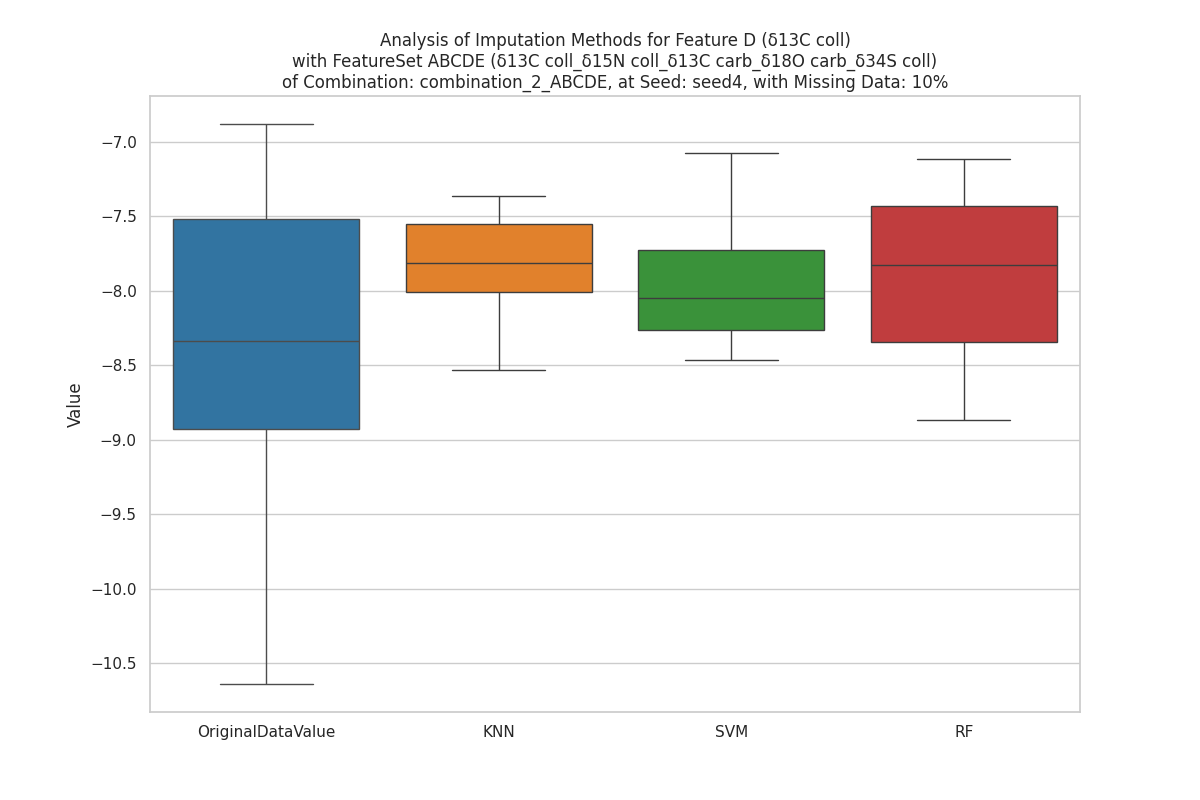 Analysis of Imputation Methods for Feature D (δ13C coll)
with FeatureSet ABCDE (δ13C coll_δ15N coll_δ13C carb_δ18O carb_δ34S coll)
of Combination: combination_2_ABCDE, at Seed: seed4, with Missing Data: 10%
−7.0
−7.5
−8.0
−8.5
−9.0
−9.5
−10.0
−10.5
Value
OriginalDataValue KNN SVM RF